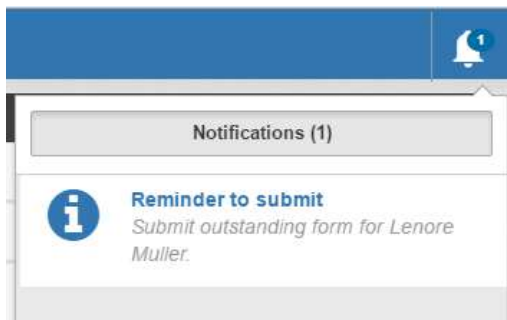 1
Notifications (1)
Reminder to submit
Submit outstanding form for Lenore
Muller.